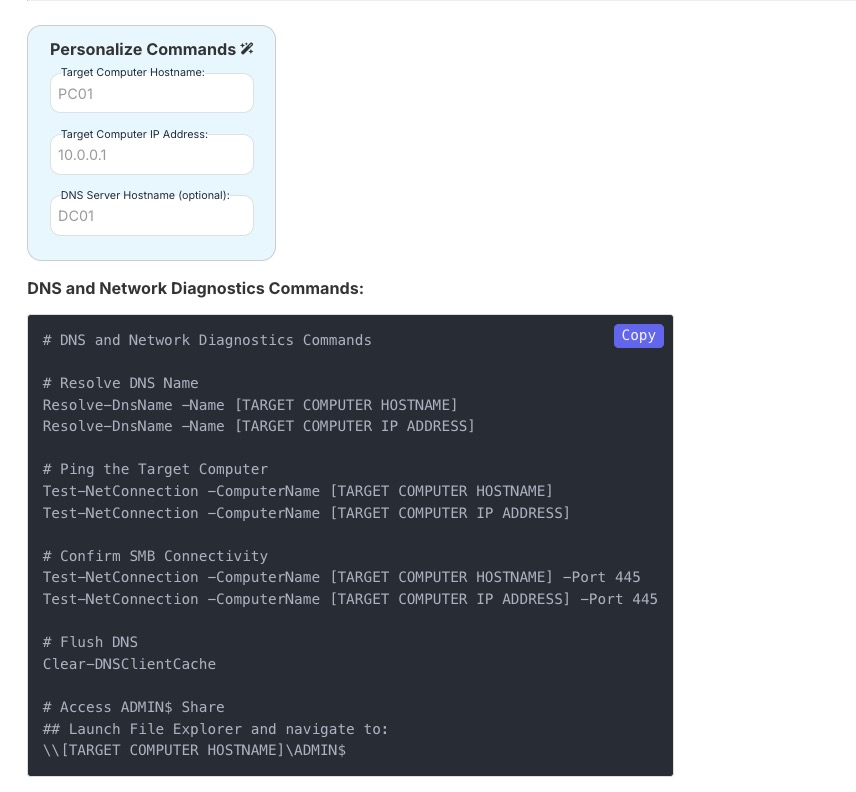 Personalize Commands
Target Computer Hostname:
PC01
Target Computer IP Address:
10.0.0.1
DNS Server Hostname (optional):
DC01
DNS and Network Diagnostics Commands:
Copy
# DNS and Network Diagnostics Commands
# Resolve DNS Name
Resolve-DnsName -Name [TARGET COMPUTER HOSTNAME]
Resolve-DnsName -Name [TARGET COMPUTER IP ADDRESS]
# Ping the Target Computer
Test-NetConnection -ComputerName [TARGET COMPUTER HOSTNAME]
Test-NetConnection -ComputerName [TARGET COMPUTER IP ADDRESS]
# Confirm SMB Connectivity
Test-NetConnection -ComputerName [TARGET COMPUTER HOSTNAME] -Port 445
Test-NetConnection -ComputerName [TARGET COMPUTER IP ADDRESS] -Port 445
# Flush DNS
Clear-DNSClientCache
# Access ADMIN$ Share
## Launch File Explorer and navigate to:
\\[TARGET COMPUTER HOSTNAME]\ADMIN$